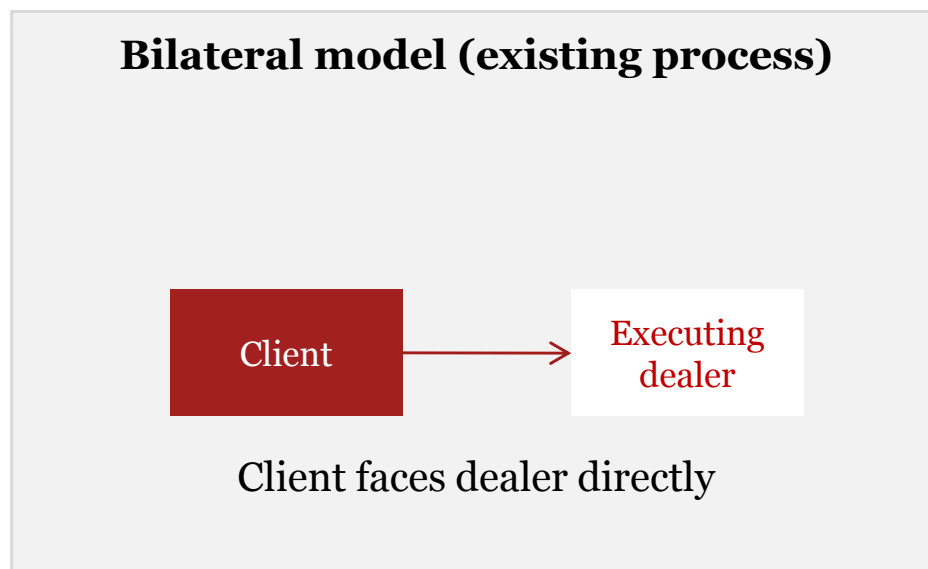 Bilateral model (existing process)
Client
Executing
dealer
Client faces dealer directly